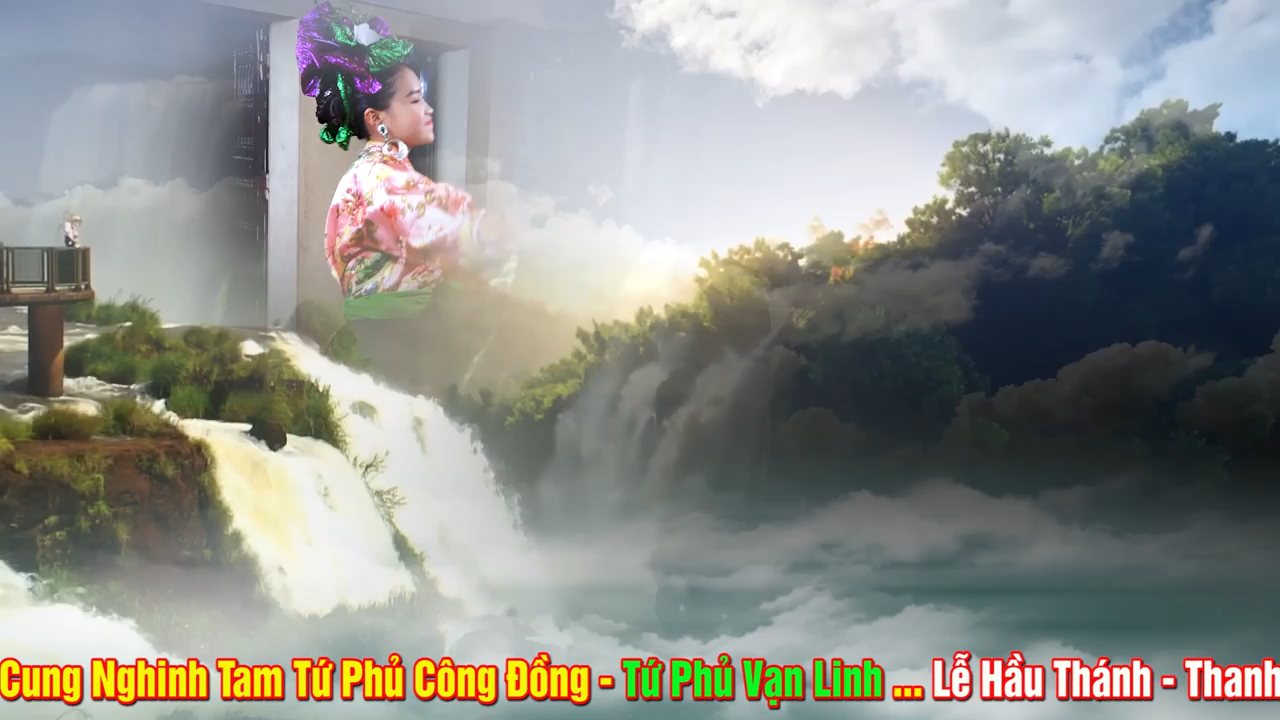 Cung Nghinh Tam Tứ Phủ Công Đồng - Tứ Phủ Vạn Linh ... Lễ Hầu Thánh - Thanh